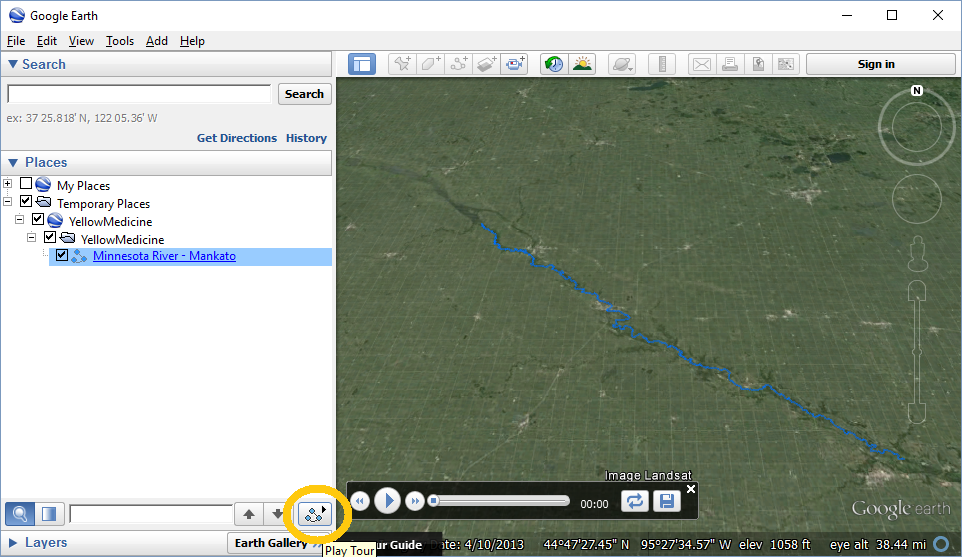 Google Earth
File Edit View Tools Add Help
Search
Search
ex: 37 25.818' N, 122 05.36' W
Get Directions History
Places
My Places
Temporary Places
YellowMedicine
YellowMedicine
Minnesota River - Mankato
Layers
Earth Gallery »
Play Tour
Sign in
N
Image Landsat
00:00
Google earth
our Guide
ate: 4/10/2013 44°47'27.45" N 95°27'34.57" W elev 1058 ft eye alt 38.44 mi